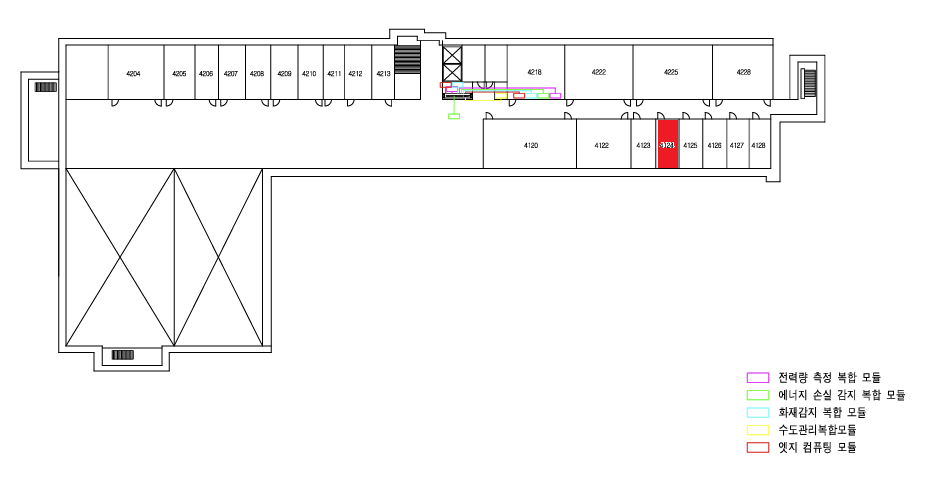 4204 4205 4206 4207 4208 4209 4210 4211 4212 4213 4218 4222 4225 4228
4120 4122 4123 4125 4126 4127 4128
전력량 측정 복합 모듈
에너지 손실 감지 복합 모듈
화재감지 복합 모듈
수도관리복합모듈
엣지 컴퓨팅 모듈